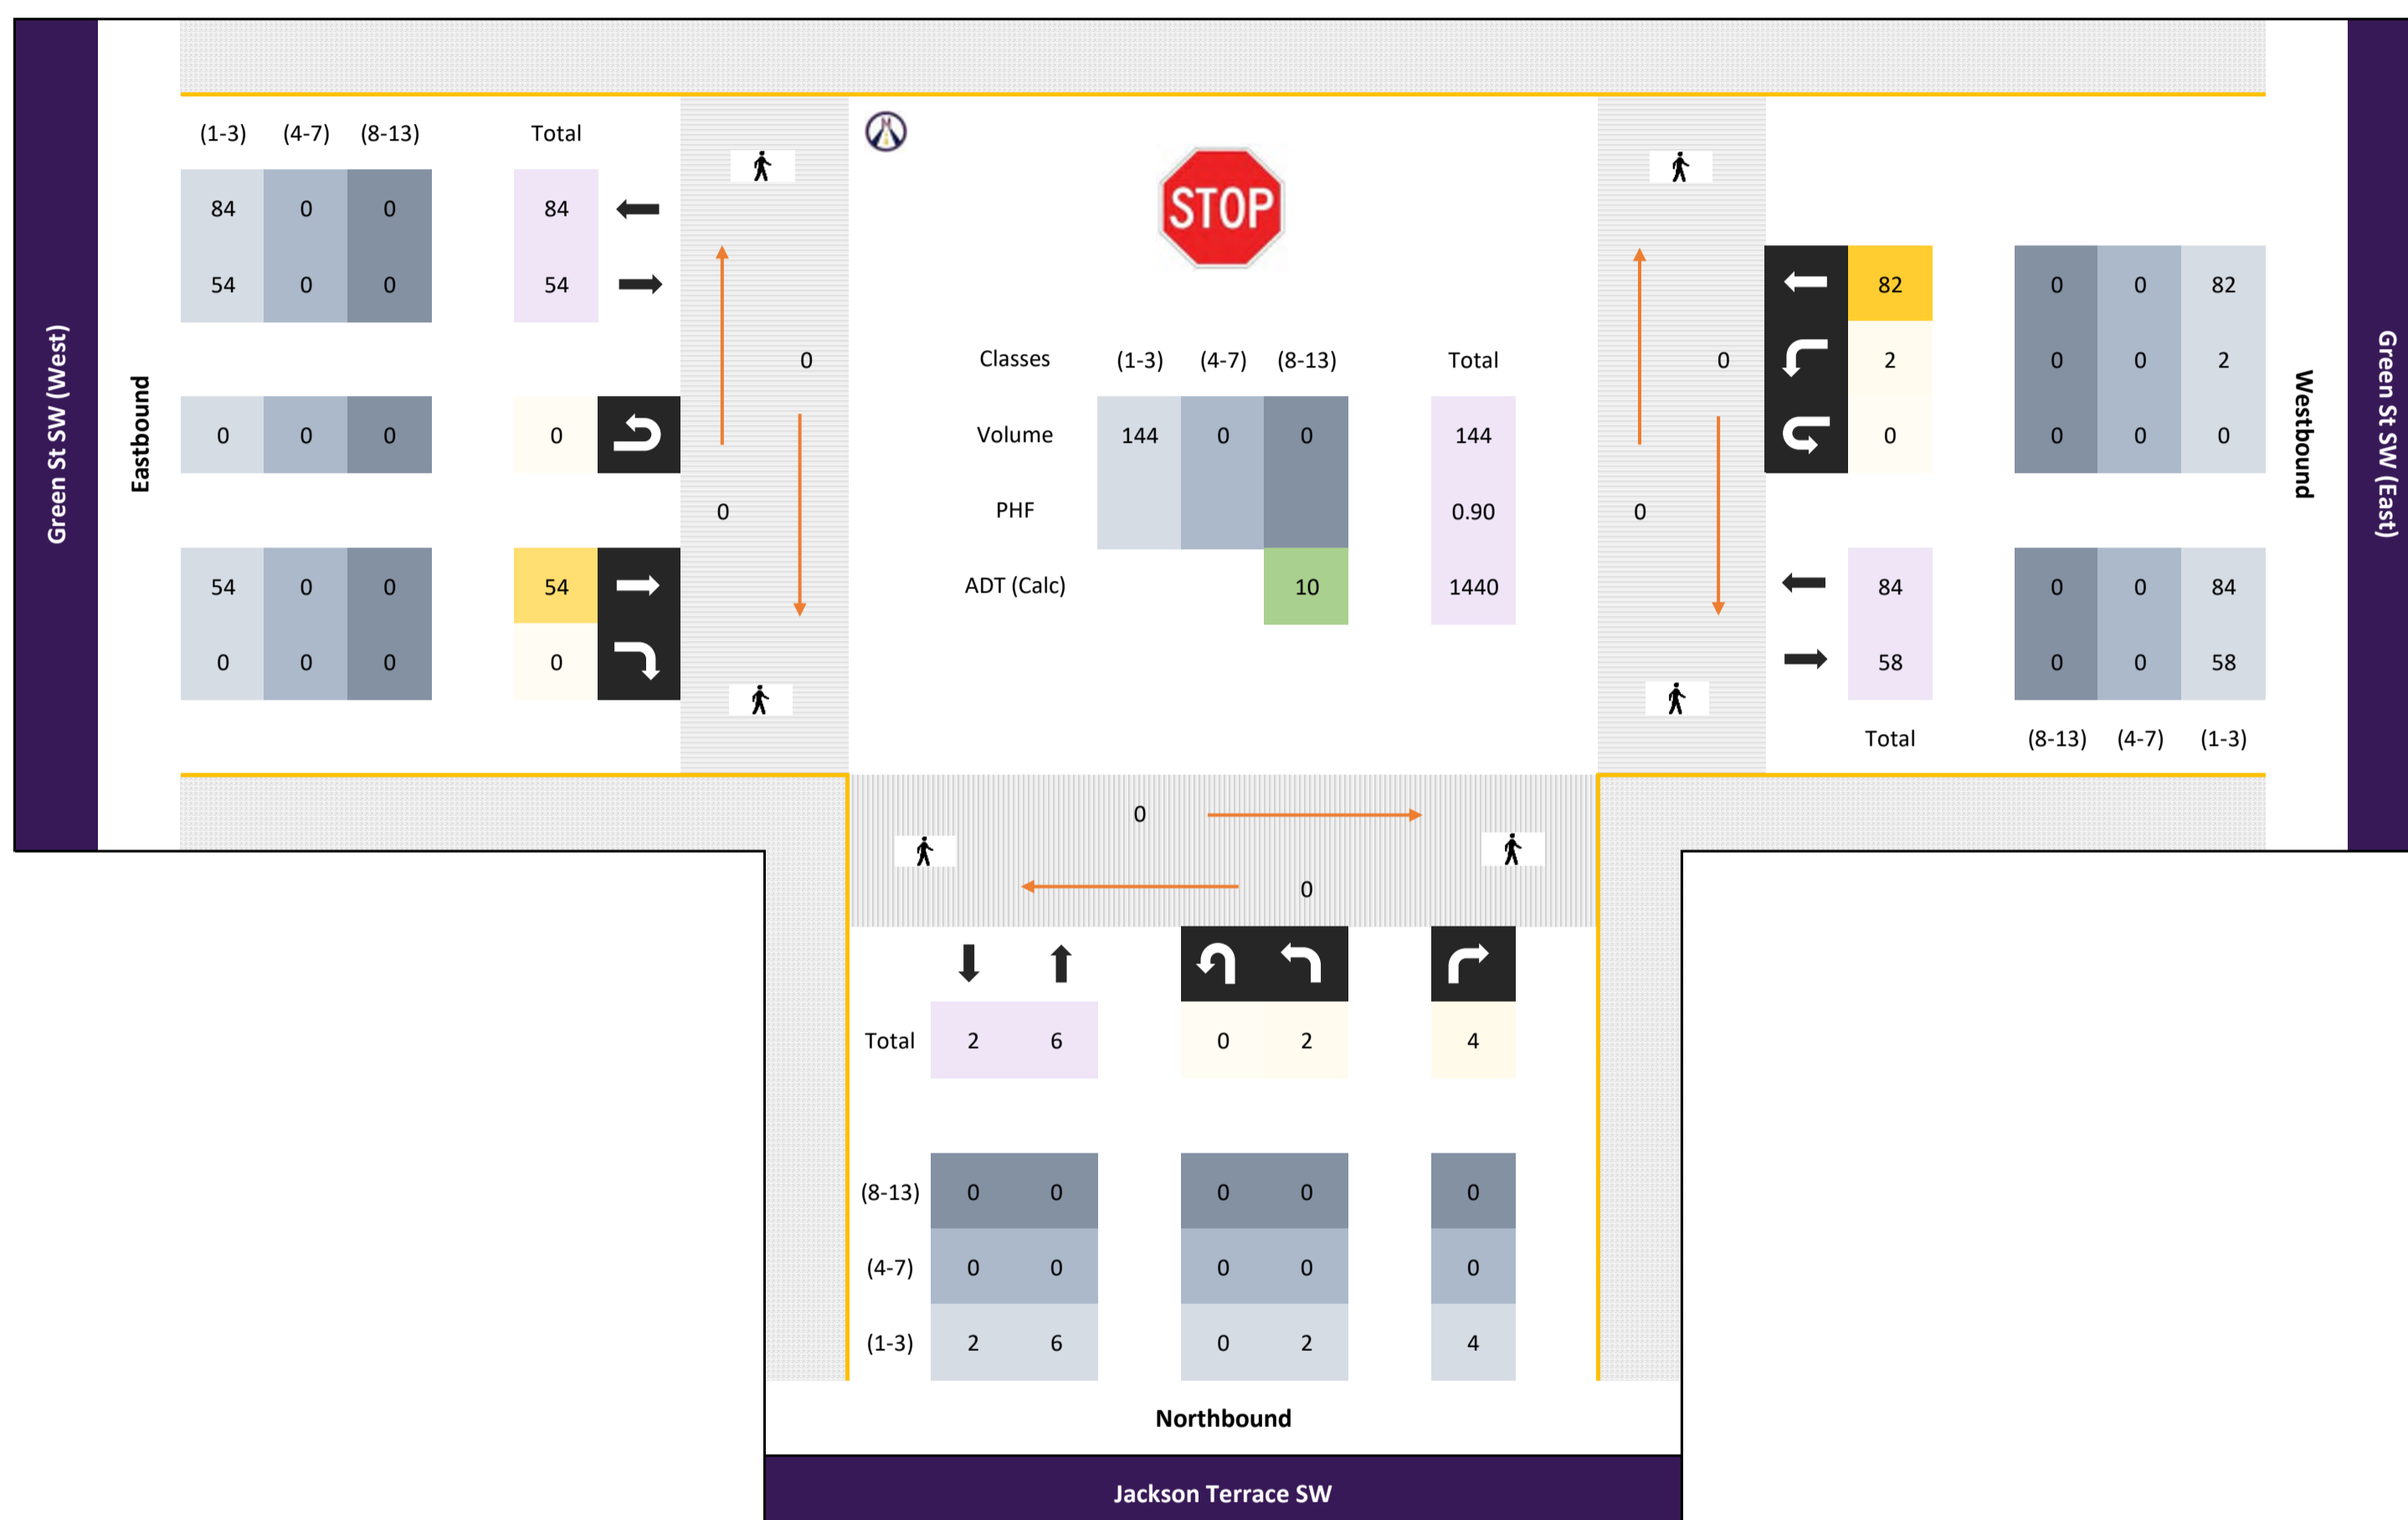 (1-3) (4-7) (8-13) Total
84 0 0 84
54 0 0 54
0 0 0 0
54 0 0 54
0 0 0 0
Green St SW (West)
Eastbound
0
0
N
STOP
Classes (1-3) (4-7) (8-13) Total
Volume 144 0 0 144
PHF 0.90
ADT (Calc) 10 1440
0
0
82 0 0 82
2 0 0 2
0 0 0 0
84 0 0 84
58 0 0 58
Total (8-13) (4-7) (1-3)
Westbound
Green St SW (East)
0
0
Total 2 6 0 2 4
(8-13) 0 0 0 0 0
(4-7) 0 0 0 0 0
(1-3) 2 6 0 2 4
Northbound
Jackson Terrace SW